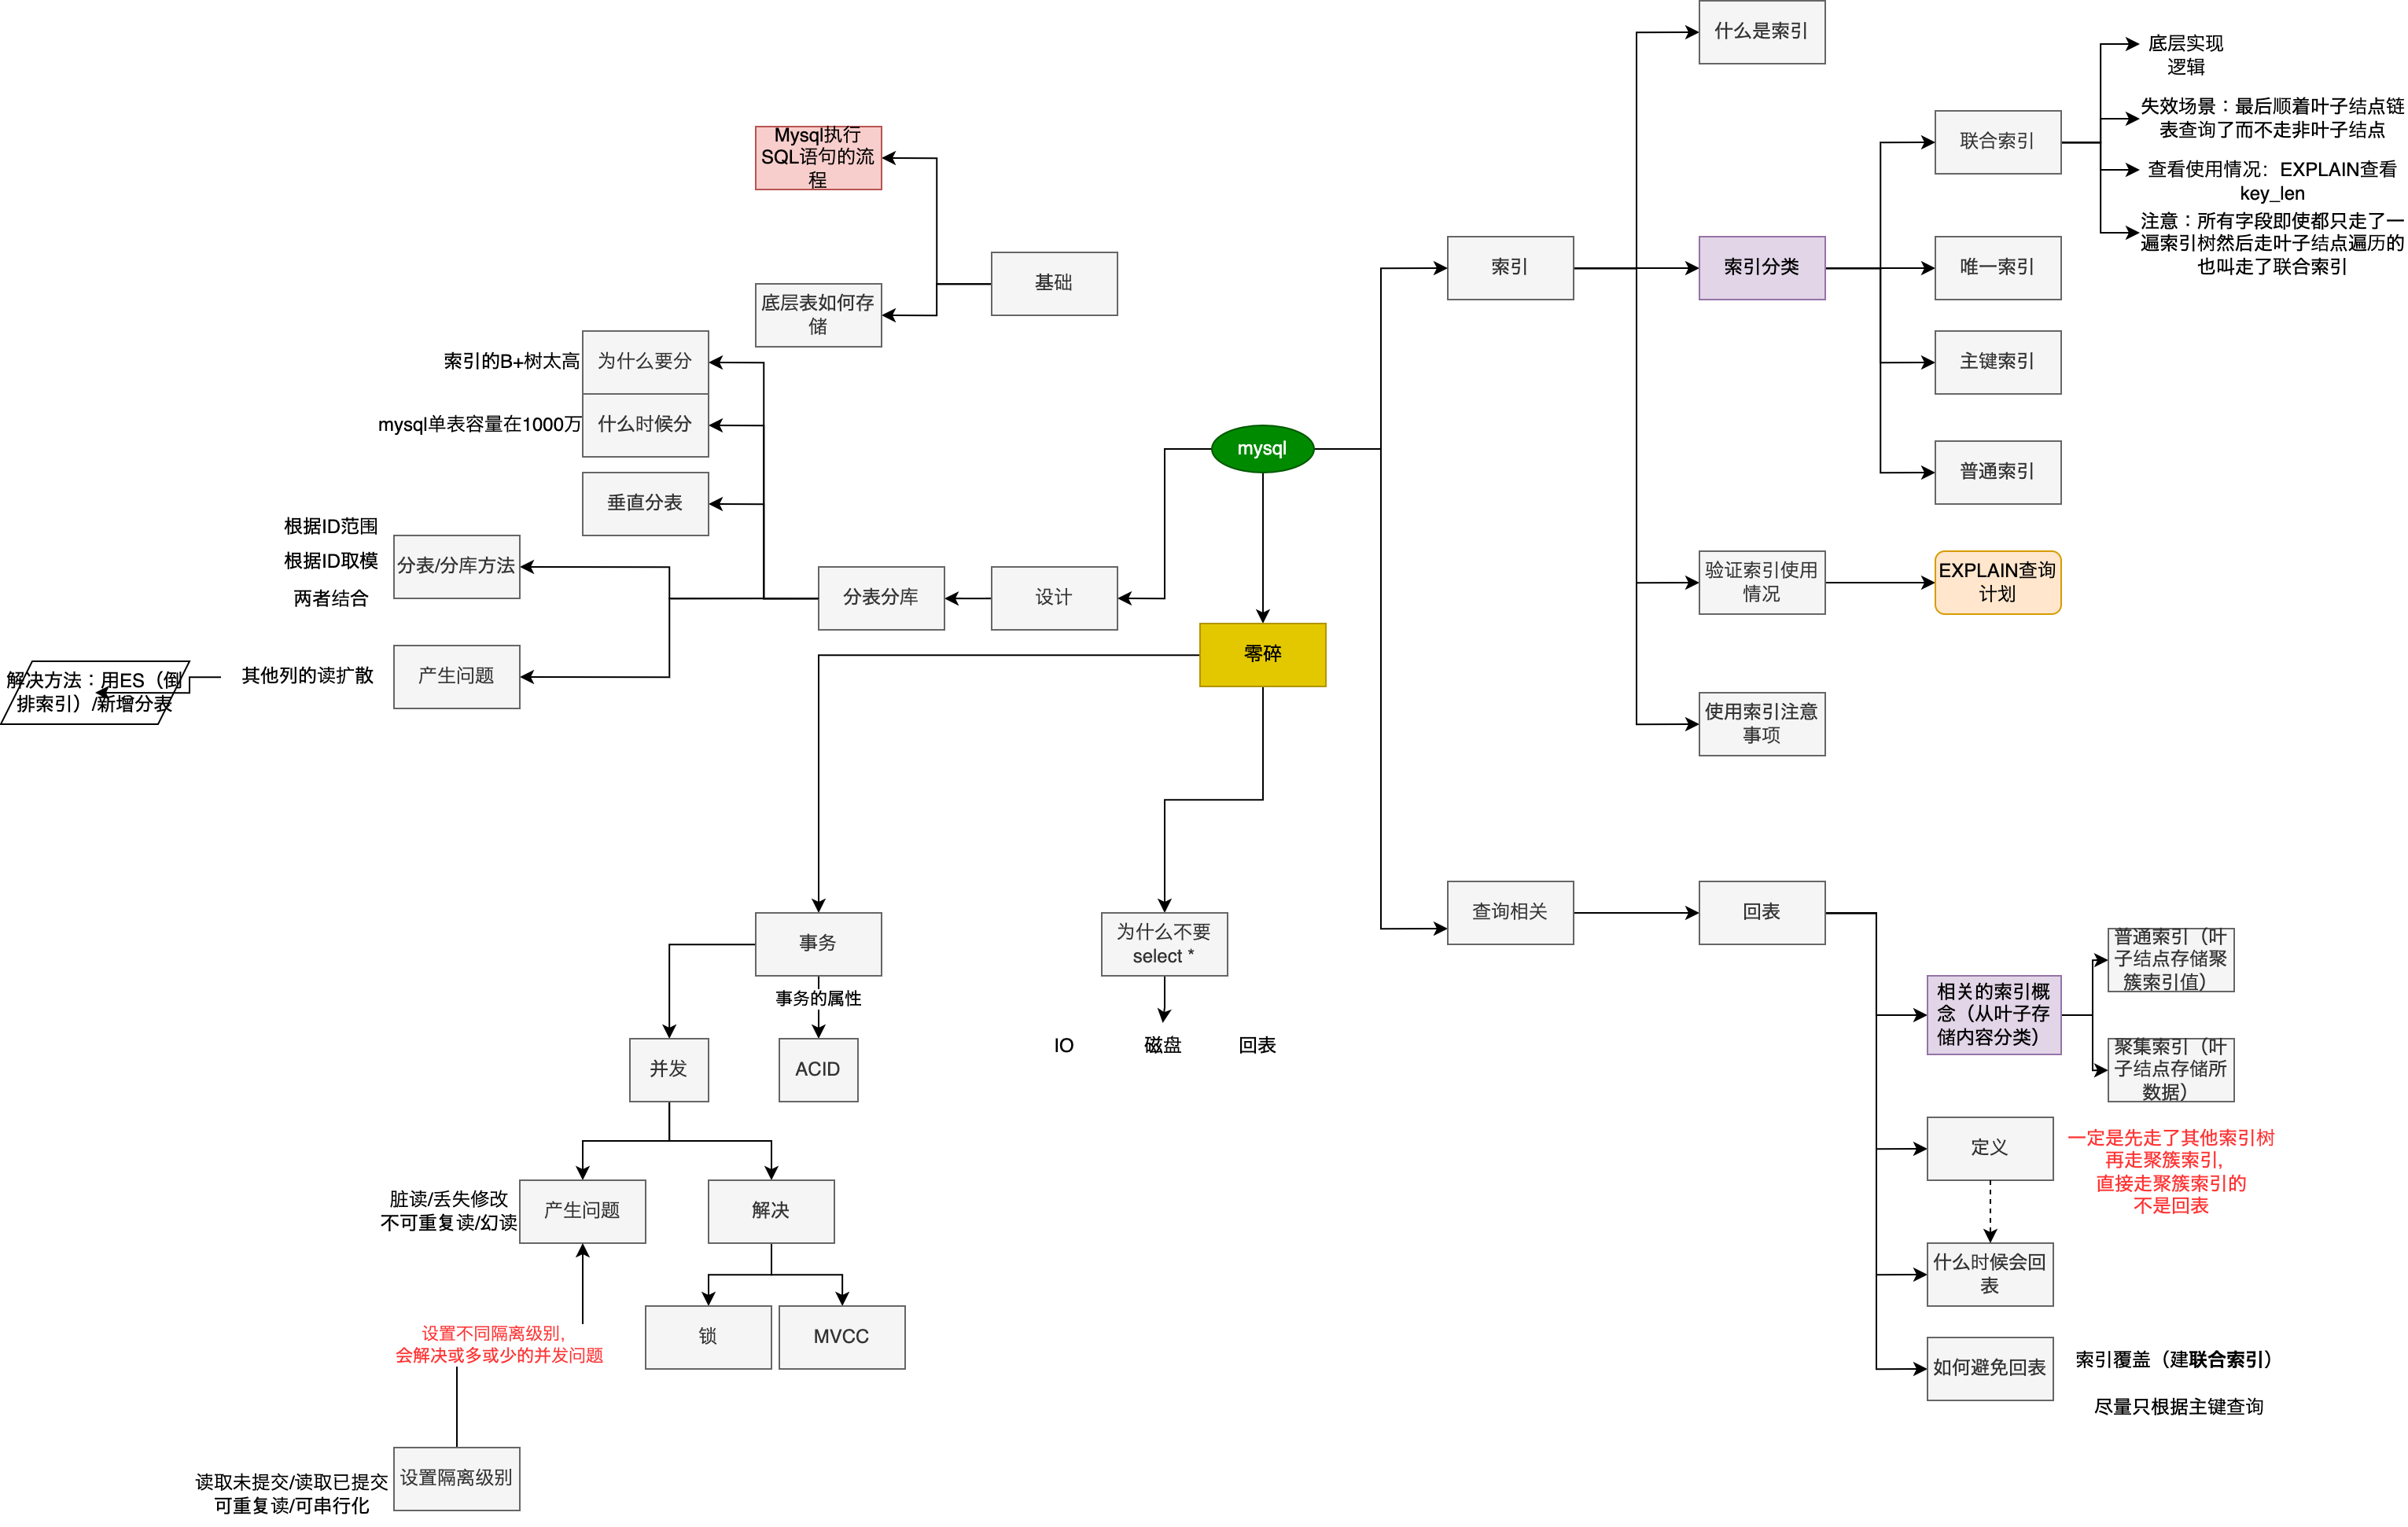 什么是索引
底层实现
逻辑
失效场景：最后顺着叶子结点链
表查询了而不走非叶子结点
联合索引
查看使用情况：EXPLAIN查看
key_len
注意：所有字段即使都只走了一
遍索引树然后走叶子结点遍历的
也叫走了联合索引
Mysql执行
SQL语句的流
程
基础
底层表如何存
储
索引
索引分类
唯一索引
主键索引
普通索引
索引的B+树太高
为什么要分
mysql单表容量在1000万
什么时候分
mysql
垂直分表
根据ID范围
根据ID取模
两者结合
分表/分库方法
分表分库
设计
验证索引使用
情况
EXPLAIN查询
计划
零碎
解决方法：用ES（倒
排索引）/新增分表
其他列的读扩散
产生问题
使用索引注意
事项
查询相关
回表
事务
为什么不要
select *
事务的属性
普通索引（叶
子结点存储聚
簇索引值）
相关的索引概
念（从叶子存
储内容分类）
聚集索引（叶
子结点存储所
数据）
并发
ACID
IO
磁盘
回表
定义
一定是先走了其他索引树
再走聚簇索引，
直接走聚簇索引的
不是回表
脏读/丢失修改
不可重复读/幻读
产生问题
解决
什么时候会回
表
设置不同隔离级别，
会解决或多或少的并发问题
锁
MVCC
如何避免回表
索引覆盖（建联合索引）
尽量只根据主键查询
读取未提交/读取已提交
可重复读/可串行化
设置隔离级别